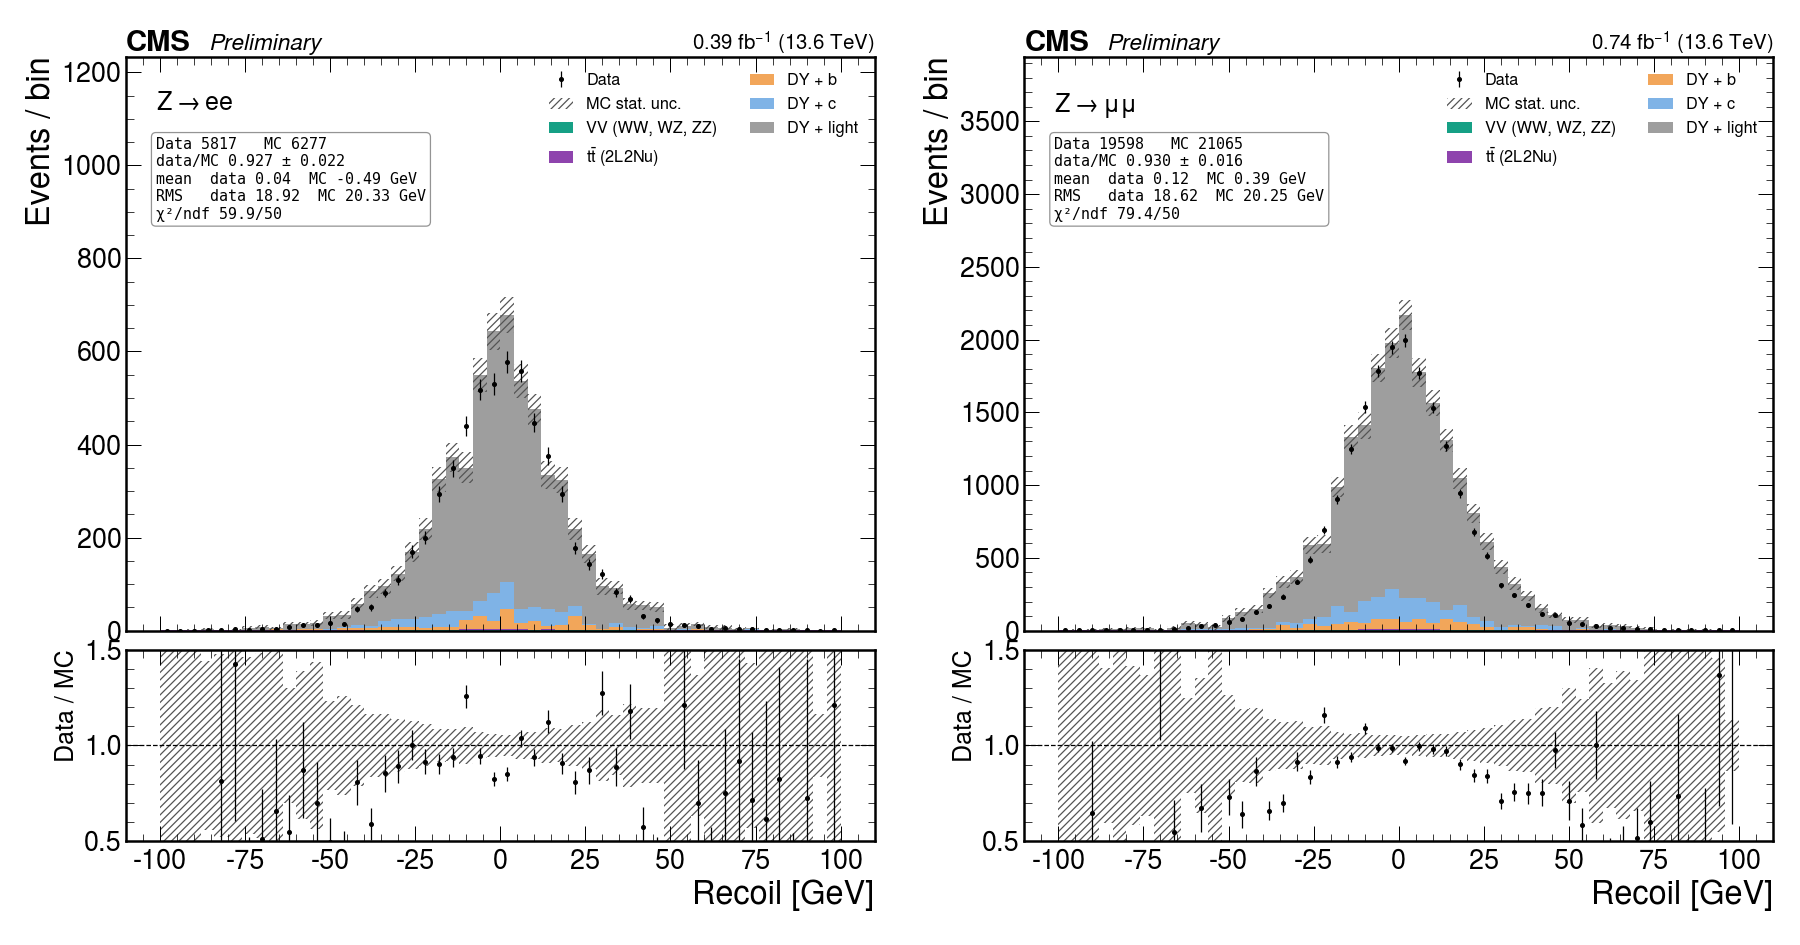 CMS Preliminary 0.39 fb⁻¹ (13.6 TeV)
Events / bin
1200
1000
800
600
400
200
0
Z → ee
Data 5817 MC 6277
data/MC 0.927 ± 0.022
mean data 0.04 MC -0.49 GeV
RMS data 18.92 MC 20.33 GeV
χ²/ndf 59.9/50
Data
MC stat. unc.
VV (WW, WZ, ZZ)
tt̄ (2L2Nu)
DY + b
DY + c
DY + light
Data / MC
1.5
1.0
0.5
-100 -75 -50 -25 0 25 50 75 100
Recoil [GeV]
CMS Preliminary 0.74 fb⁻¹ (13.6 TeV)
Events / bin
3500
3000
2500
2000
1500
1000
500
0
Z → μμ
Data 19598 MC 21065
data/MC 0.930 ± 0.016
mean data 0.12 MC 0.39 GeV
RMS data 18.62 MC 20.25 GeV
χ²/ndf 79.4/50
Data
MC stat. unc.
VV (WW, WZ, ZZ)
tt̄ (2L2Nu)
DY + b
DY + c
DY + light
Data / MC
1.5
1.0
0.5
-100 -75 -50 -25 0 25 50 75 100
Recoil [GeV]